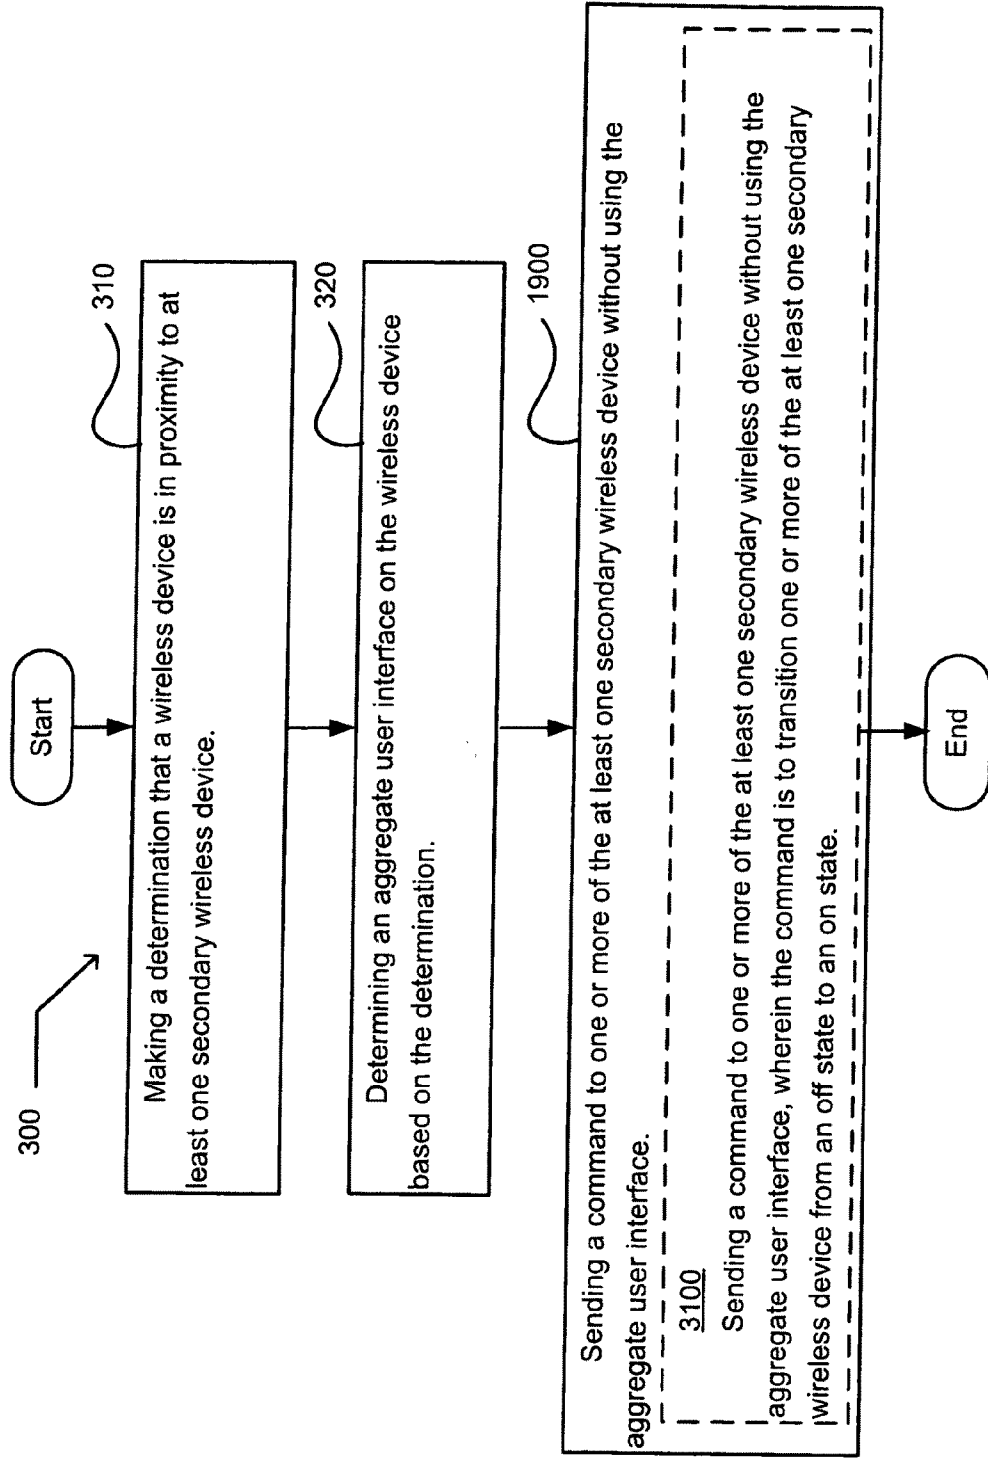 300
Start
310
Making a determination that a wireless device is in proximity to at
least one secondary wireless device.
320
Determining an aggregate user interface on the wireless device
based on the determination.
1900
Sending a command to one or more of the at least one secondary wireless device without using the
aggregate user interface.
3100
Sending a command to one or more of the at least one secondary wireless device without using the
aggregate user interface, wherein the command is to transition one or more of the at least one secondary
wireless device from an off state to an on state.
End